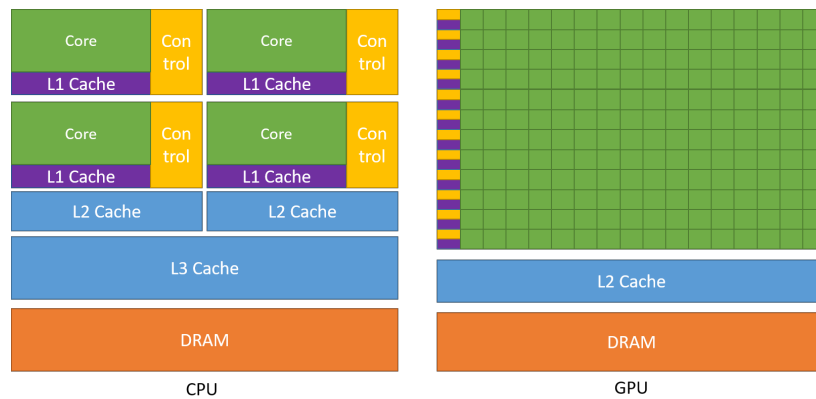 Core
Con
trol
Core
Con
trol
L1 Cache
L1 Cache
Core
Con
trol
Core
Con
trol
L1 Cache
L1 Cache
L2 Cache
L2 Cache
L3 Cache
L2 Cache
DRAM
DRAM
CPU
GPU